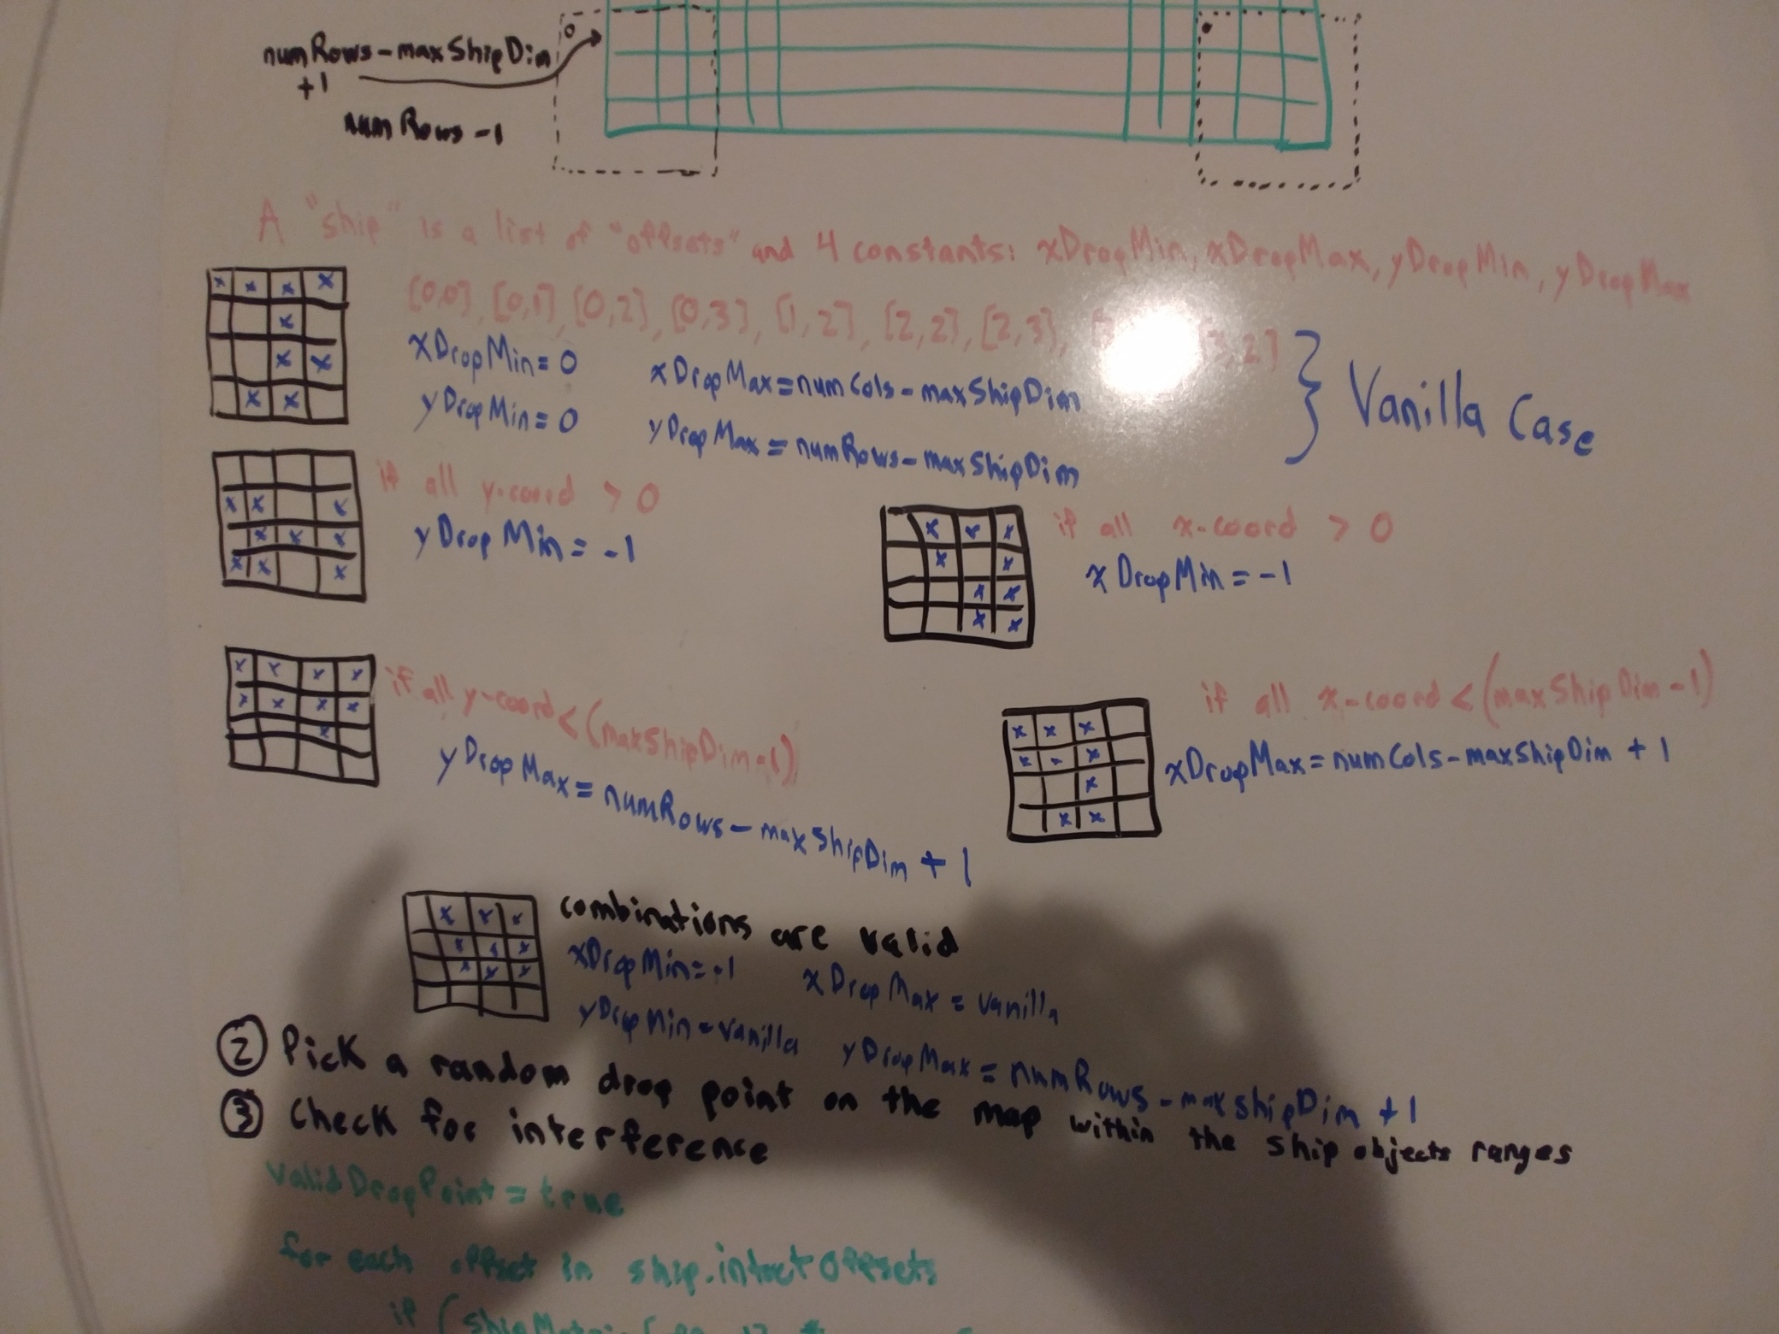 numRows-maxShipDim
+1
numRows-1
A "ship" is a list of "offsets" and 4 constants: xDropMin, xDropMax, yDropMin, yDropMax
[0,0], [0,1], [0,2], [0,3], [1,2], [2,2], [2,3], ,2]
xDropMin=0 xDropMax=numCols-maxShipDim
yDropMin=0 yDropMax=numRows-maxShipDim
} Vanilla Case
if all y-coord > 0
yDropMin=-1
if all x-coord > 0
xDropMin=-1
if all y-coord < (maxShipDim-1)
yDropMax=numRows-maxShipDim + 1
if all x-coord < (maxShipDim-1)
xDropMax=numCols-maxShipDim + 1
combinations are valid
xDropMin=-1 xDropMax=vanilla
yDropMin=vanilla yDropMax=numRows-maxShipDim +1
② Pick a random drop point on the map within the ship objects ranges
③ Check for interference
validDropPoint=true
for each offset in ship.intactOffsets
if (shipMatrix[